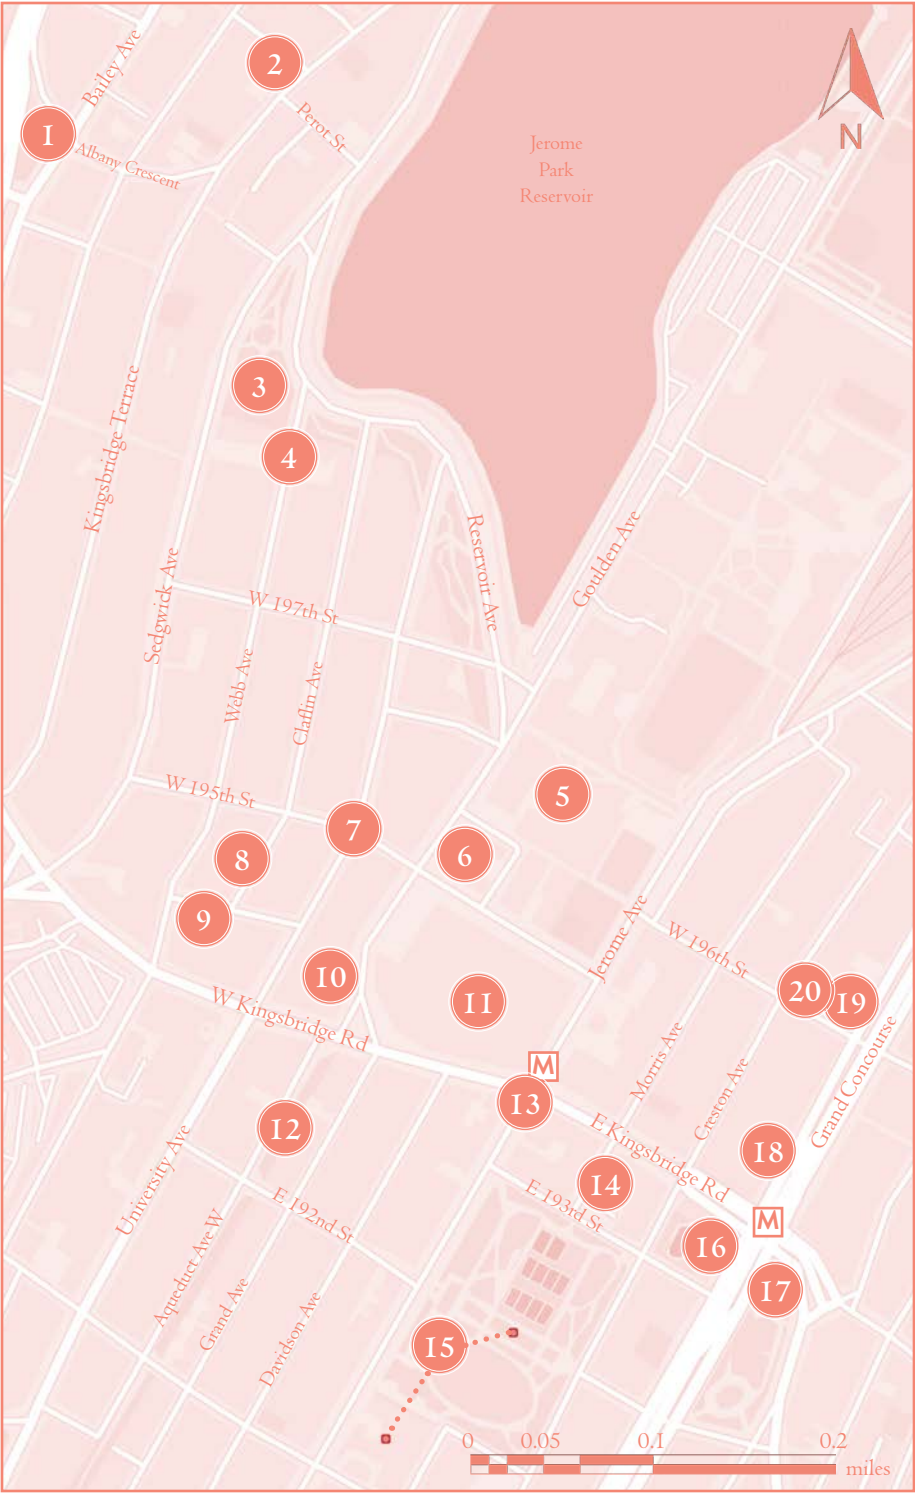 2
Bailey Ave
Perot St
1
Albany Crescent
N
Jerome
Park
Reservoir
3
4
Kingsbridge Terrace
Reservoir Ave
Goulden Ave
Sedgwick Ave
W 197th St
Webb Ave
Claflin Ave
W 195th St
5
7
6
8
9
Jerome Ave
W 196th St
10
11
20
19
W Kingsbridge Rd
M
Morris Ave
Creston Ave
Grand Concourse
13
12
E Kingsbridge Rd
18
14
University Ave
E 192nd St
E 193rd St
M
16
Aqueduct Ave W
Grand Ave
Davidson Ave
17
15
0
0.05
0.1
0.2
miles